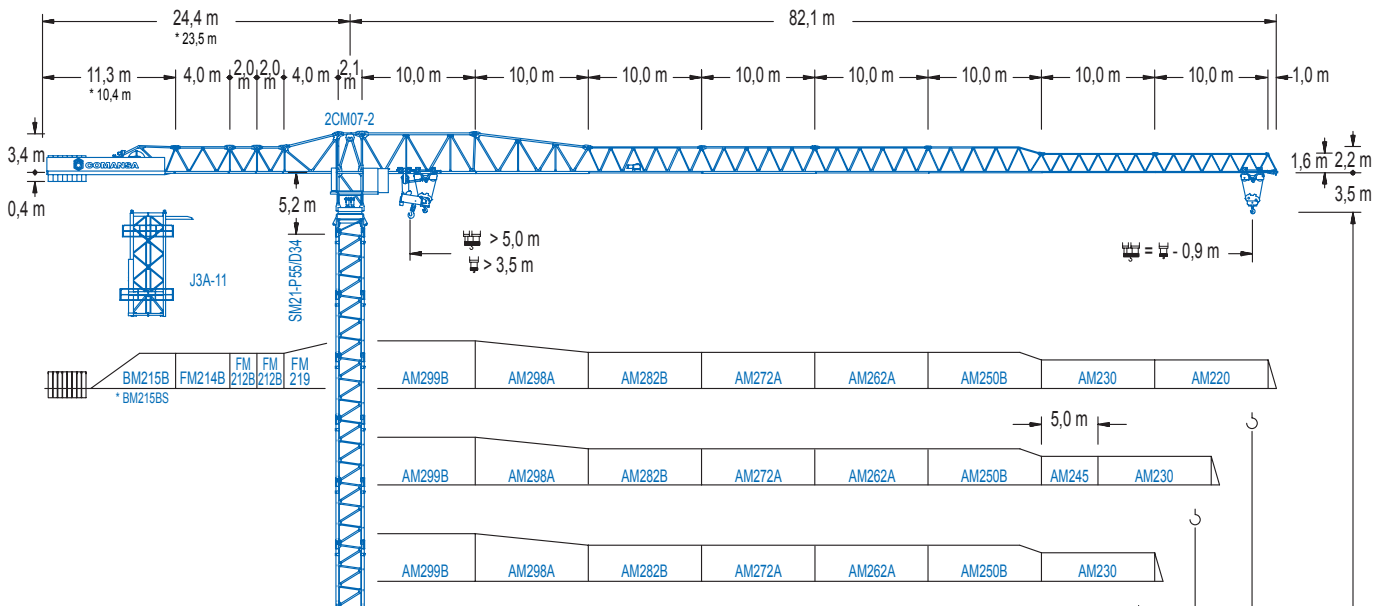 24,4 m
* 23,5 m
82,1 m
11,3 m
* 10,4 m
4,0 m
2,0 m
2,0 m
4,0 m
2,1 m
10,0 m
10,0 m
10,0 m
10,0 m
10,0 m
10,0 m
10,0 m
10,0 m
1,0 m
2CM07-2
3,4 m
COMANSA
0,4 m
5,2 m
1,6 m
2,2 m
3,5 m
> 5,0 m
> 3,5 m
= - 0,9 m
J3A-11
SM21-P55/D34
BM215B
FM214B
FM 212B
FM 212B
FM 219
AM299B
AM298A
AM282B
AM272A
AM262A
AM250B
AM230
AM220
* BM215BS
5,0 m
AM299B
AM298A
AM282B
AM272A
AM262A
AM250B
AM245
AM230
AM299B
AM298A
AM282B
AM272A
AM262A
AM250B
AM230